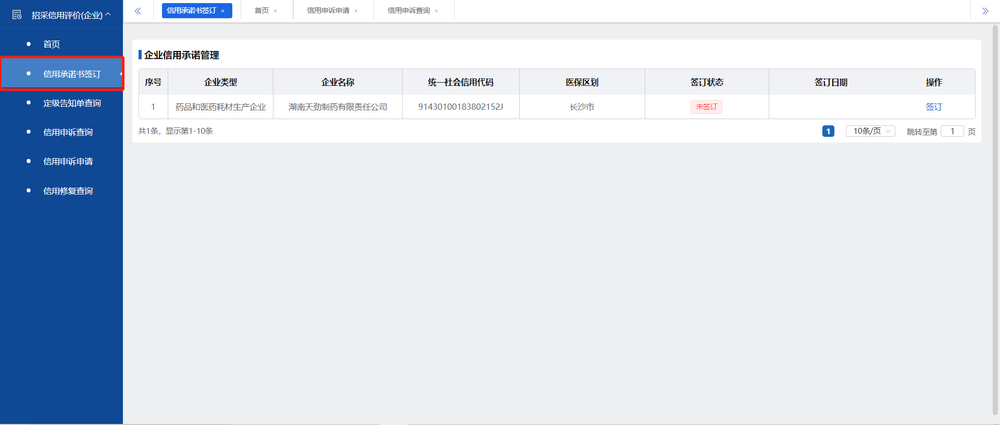 招采信用评价(企业)
首页
信用承诺书签订
定级告知单查询
信用申诉查询
信用申诉申请
信用修复查询
信用承诺书签订 × 首页 × 信用申诉申请 × 信用申诉查询 ×
企业信用承诺管理
序号 企业类型 企业名称 统一社会信用代码 医保区划 签订状态 签订日期 操作
1 药品和医药耗材生产企业 湖南天劲制药有限责任公司 91430100183802152J 长沙市 未签订 签订
共1条，显示第1-10条 1 10条/页 跳转至第 1 页